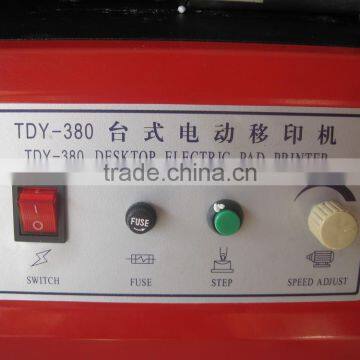 TDY-380 台式电动移印机
TDY-380 DESKTOP ELECTRIC PAD PRINTER
trade.china.cn
FUSE
SWITCH FUSE STEP SPEED ADJUST